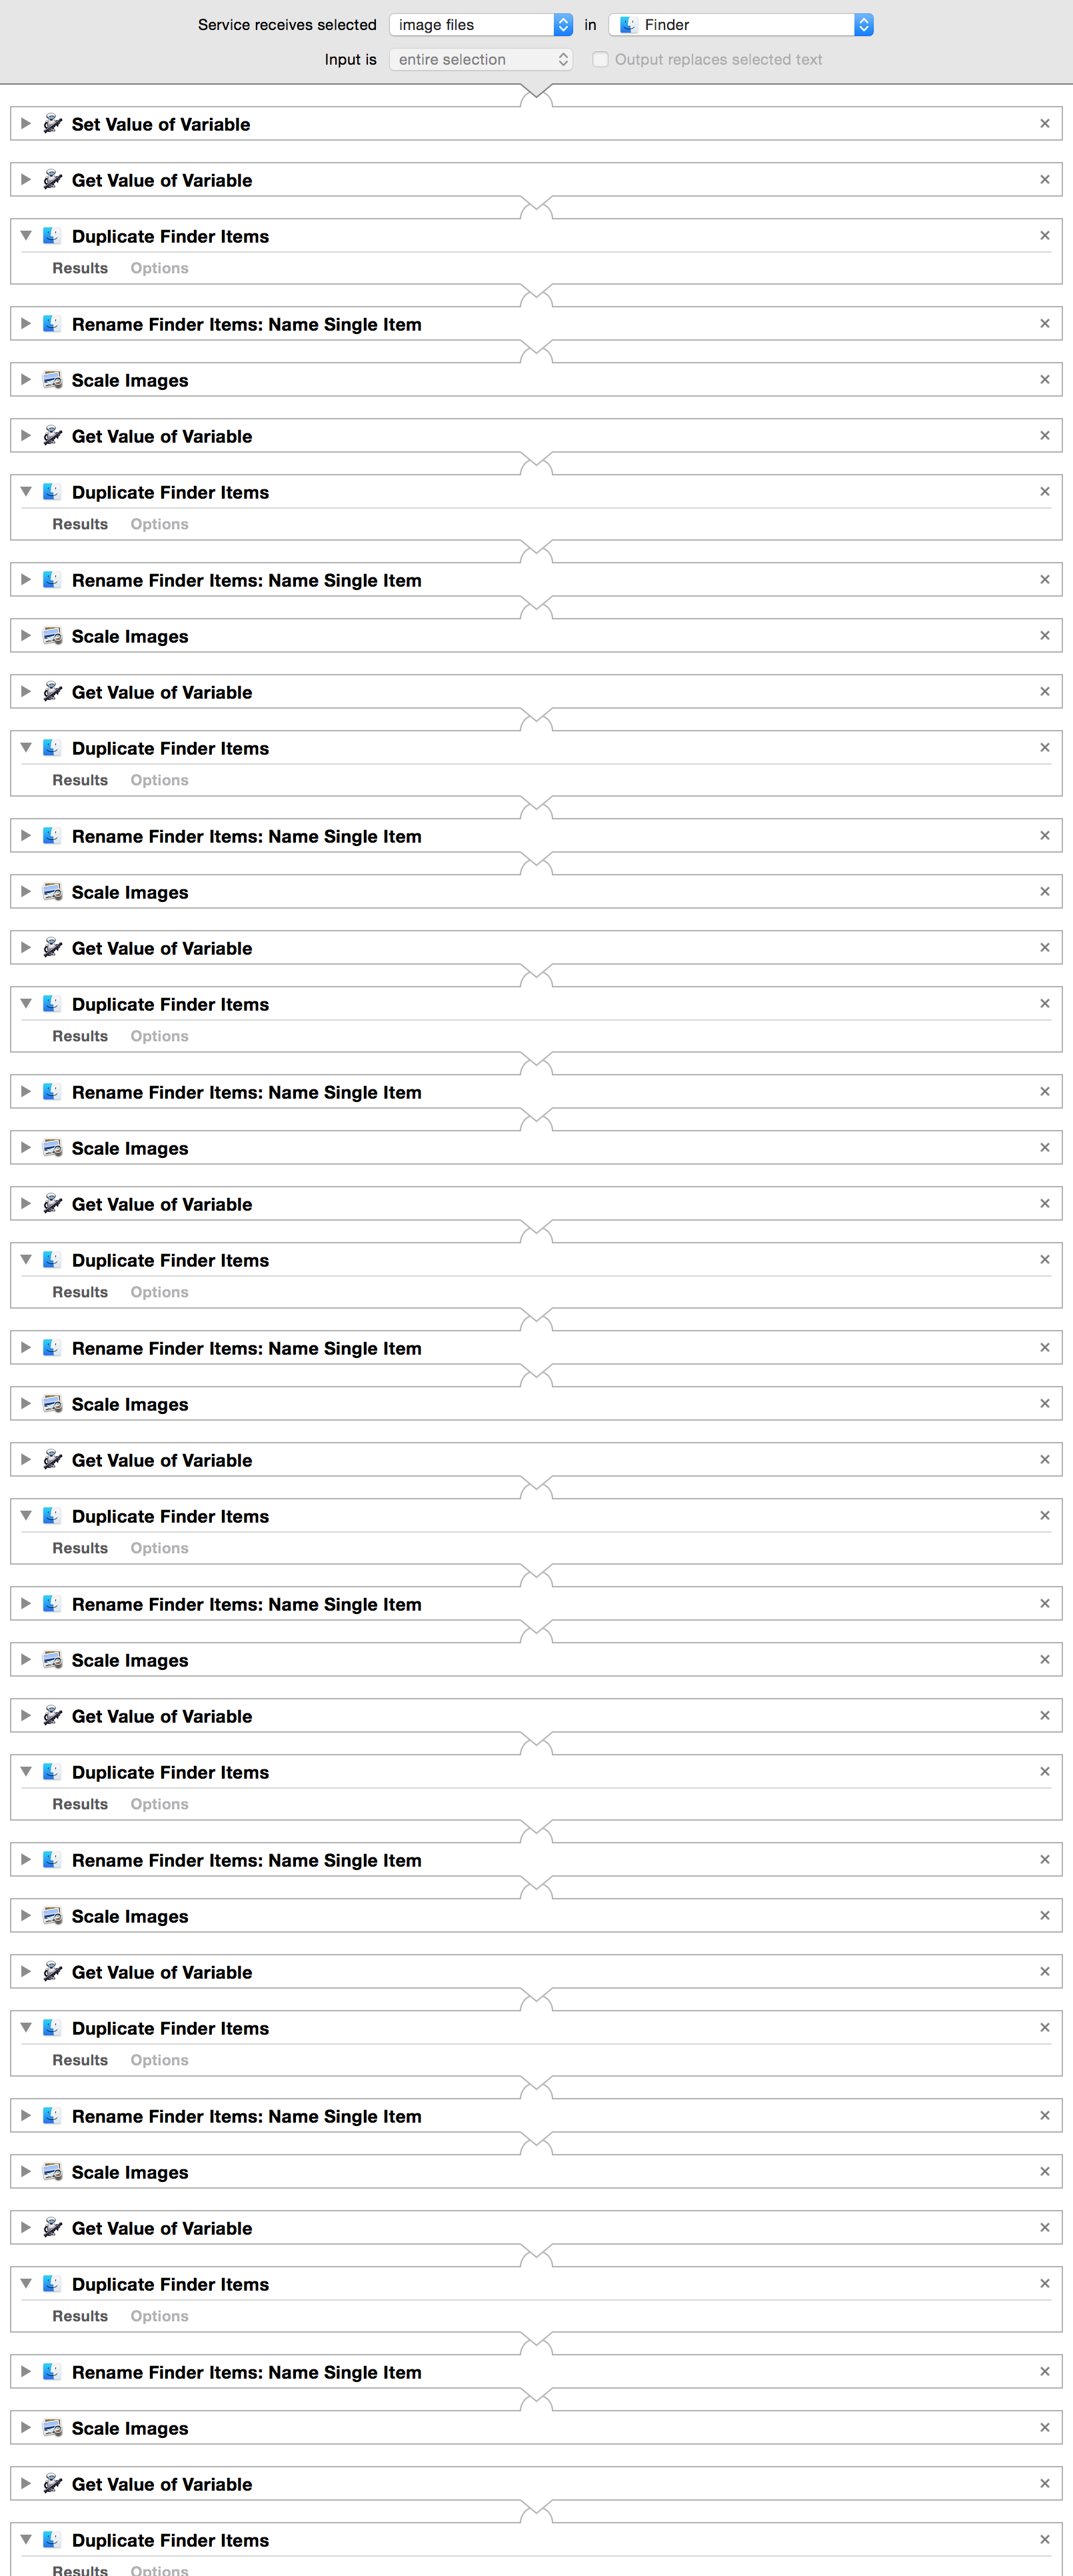 Service receives selected image files in Finder
Input is entire selection Output replaces selected text
Set Value of Variable
Get Value of Variable
Duplicate Finder Items
Results Options
Rename Finder Items: Name Single Item
Scale Images
Get Value of Variable
Duplicate Finder Items
Results Options
Rename Finder Items: Name Single Item
Scale Images
Get Value of Variable
Duplicate Finder Items
Results Options
Rename Finder Items: Name Single Item
Scale Images
Get Value of Variable
Duplicate Finder Items
Results Options
Rename Finder Items: Name Single Item
Scale Images
Get Value of Variable
Duplicate Finder Items
Results Options
Rename Finder Items: Name Single Item
Scale Images
Get Value of Variable
Duplicate Finder Items
Results Options
Rename Finder Items: Name Single Item
Scale Images
Get Value of Variable
Duplicate Finder Items
Results Options
Rename Finder Items: Name Single Item
Scale Images
Get Value of Variable
Duplicate Finder Items
Results Options
Rename Finder Items: Name Single Item
Scale Images
Get Value of Variable
Duplicate Finder Items
Results Options
Rename Finder Items: Name Single Item
Scale Images
Get Value of Variable
Duplicate Finder Items
Results Options